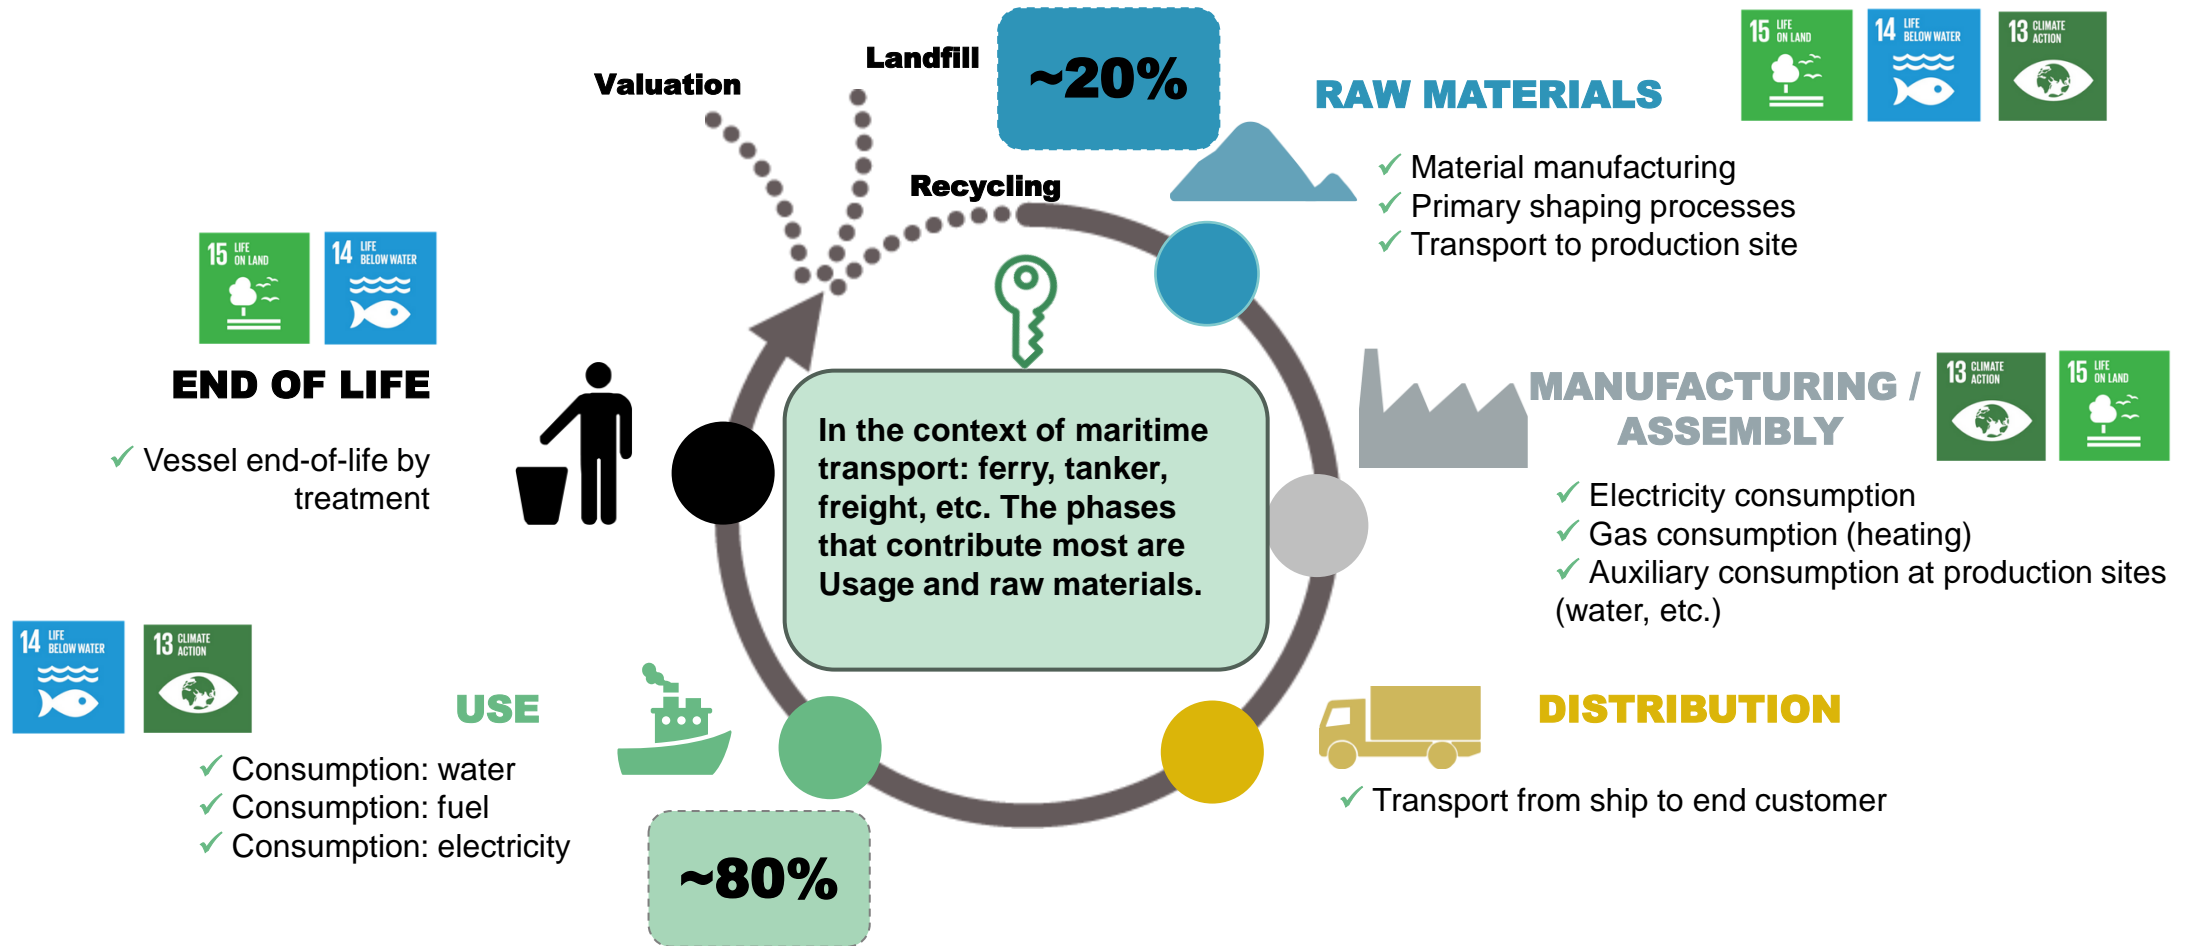 Landfill
Valuation
Recycling
~20%
RAW MATERIALS
15 LIFE
ON LAND
14 LIFE
BELOW WATER
13 CLIMATE
ACTION
✓ Material manufacturing
✓ Primary shaping processes
✓ Transport to production site
MANUFACTURING /
ASSEMBLY
13 CLIMATE
ACTION
15 LIFE
ON LAND
✓ Electricity consumption
✓ Gas consumption (heating)
✓ Auxiliary consumption at production sites
(water, etc.)
DISTRIBUTION
✓ Transport from ship to end customer
In the context of maritime
transport: ferry, tanker,
freight, etc. The phases
that contribute most are
Usage and raw materials.
15 LIFE
ON LAND
14 LIFE
BELOW WATER
END OF LIFE
✓ Vessel end-of-life by
treatment
14 LIFE
BELOW WATER
13 CLIMATE
ACTION
USE
✓ Consumption: water
✓ Consumption: fuel
✓ Consumption: electricity
~80%